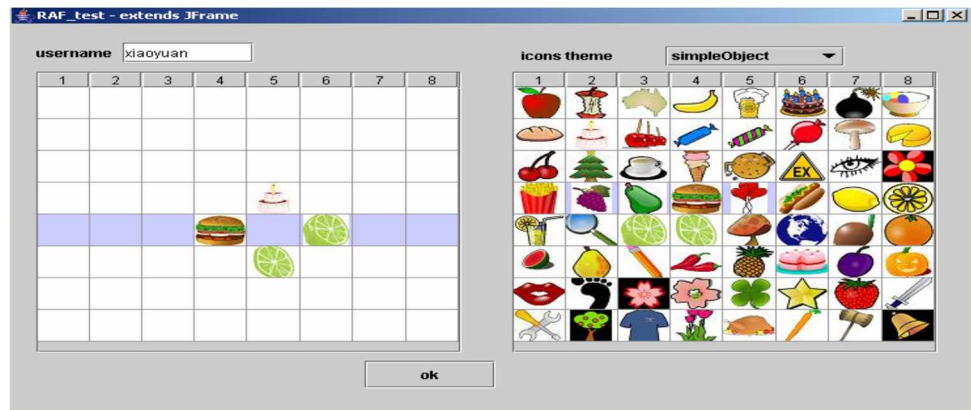 RAF_test - extends JFrame
username xiaoyuan
icons theme simpleObject
1 2 3 4 5 6 7 8
1 2 3 4 5 6 7 8
EX
ok